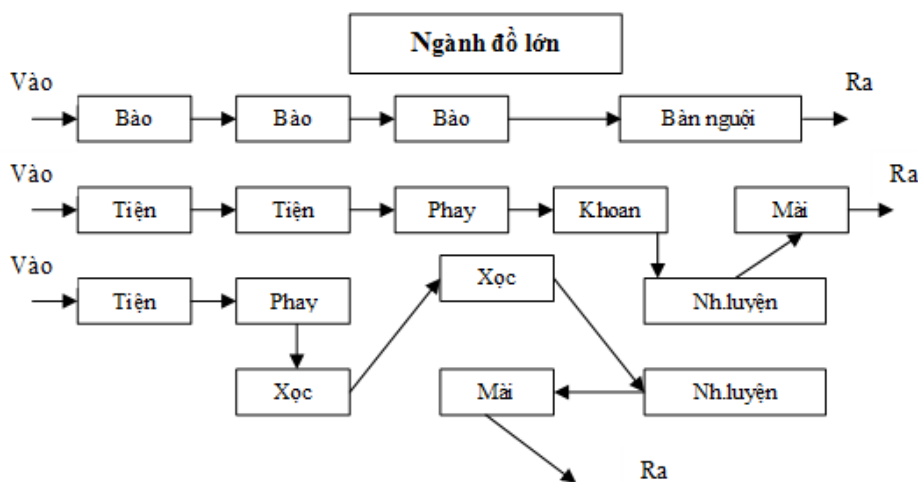 Ngành đồ lớn
Vào
Ra
Bào
Bào
Bào
Bàn nguội
Vào
Ra
Tiện
Tiện
Phay
Khoan
Mài
Vào
Tiện
Phay
Xọc
Nh.luyện
Xọc
Mài
Nh.luyện
Ra